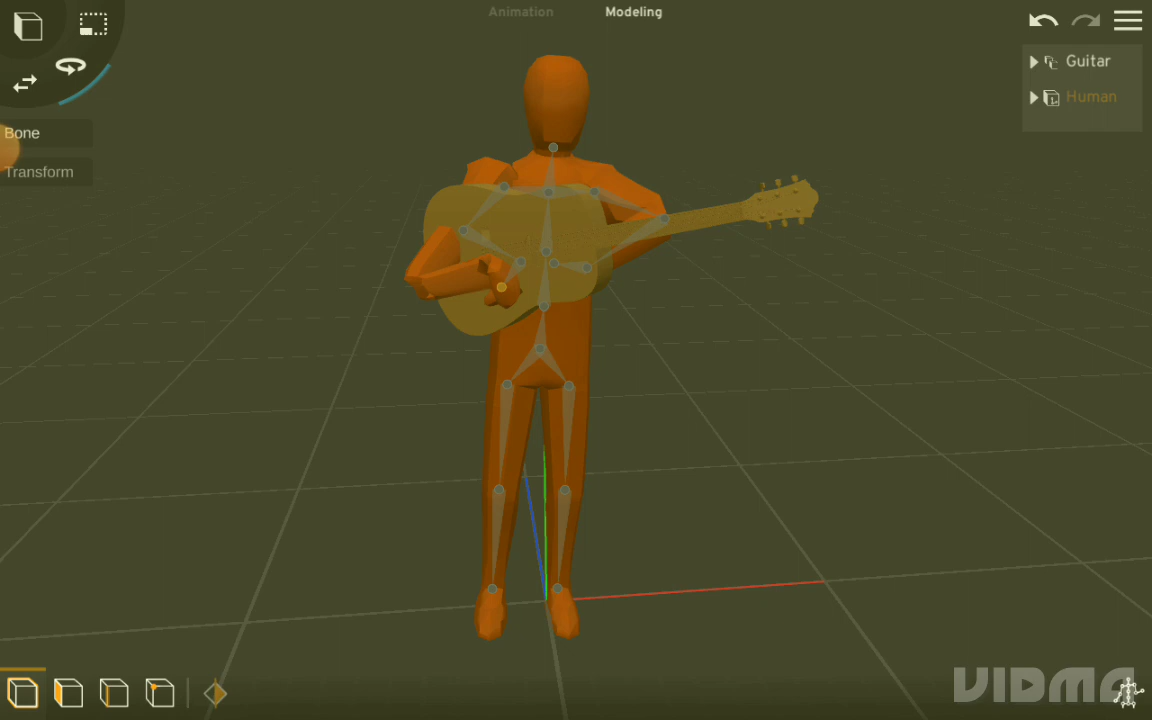 Animation Modeling
Guitar
Human
Bone
Transform
VIDMA